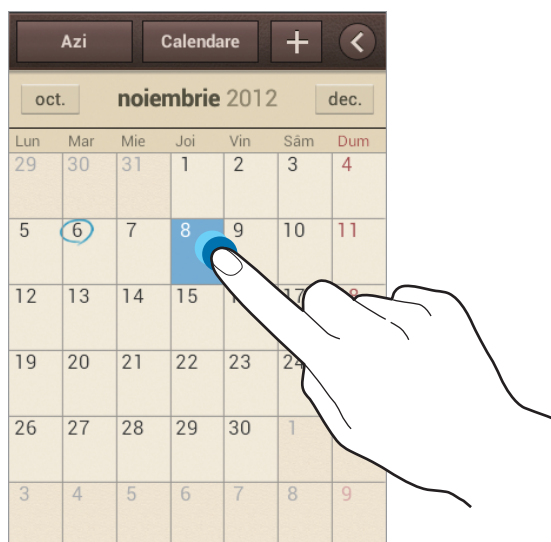 Azi Calendare
oct. noiembrie 2012 dec.
Lun Mar Mie Joi Vin Sâm Dum
29 30 31 1 2 3 4
5 6 7 8 9 10 11
12 13 14 15 17
19 20 21 22 23 24
26 27 28 29 30 1
3 4 5 6 7 8 9